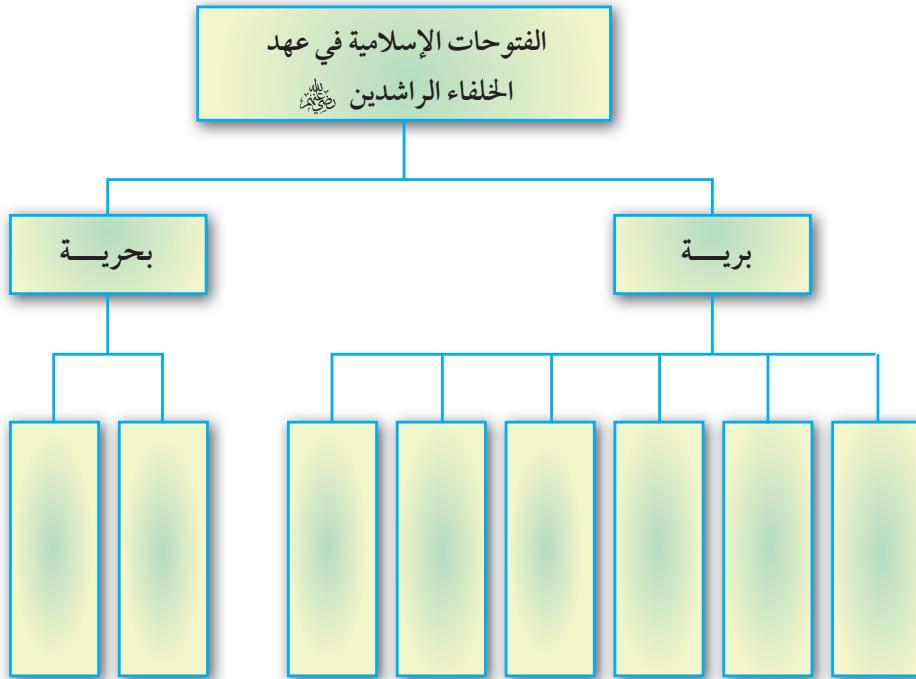 الفتوحات الإسلامية في عهد
الخلفاء الراشدين رضي الله عنهم
بريـــة
بحريـــة